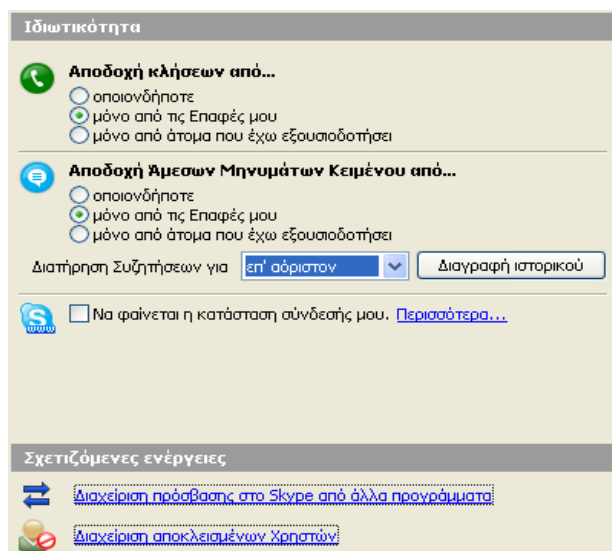 Ιδιωτικότητα
Αποδοχή κλήσεων από...
οποιονδήποτε
μόνο από τις Επαφές μου
μόνο από άτομα που έχω εξουσιοδοτήσει
Αποδοχή Άμεσων Μηνυμάτων Κειμένου από...
οποιονδήποτε
μόνο από τις Επαφές μου
μόνο από άτομα που έχω εξουσιοδοτήσει
Διατήρηση Συζητήσεων για επ' αόριστον Διαγραφή ιστορικού
Να φαίνεται η κατάσταση σύνδεσής μου. Περισσότερα...
S www
Σχετιζόμενες ενέργειες
Διαχείριση πρόσβασης στο Skype από άλλα προγράμματα
Διαχείριση αποκλεισμένων Χρηστών